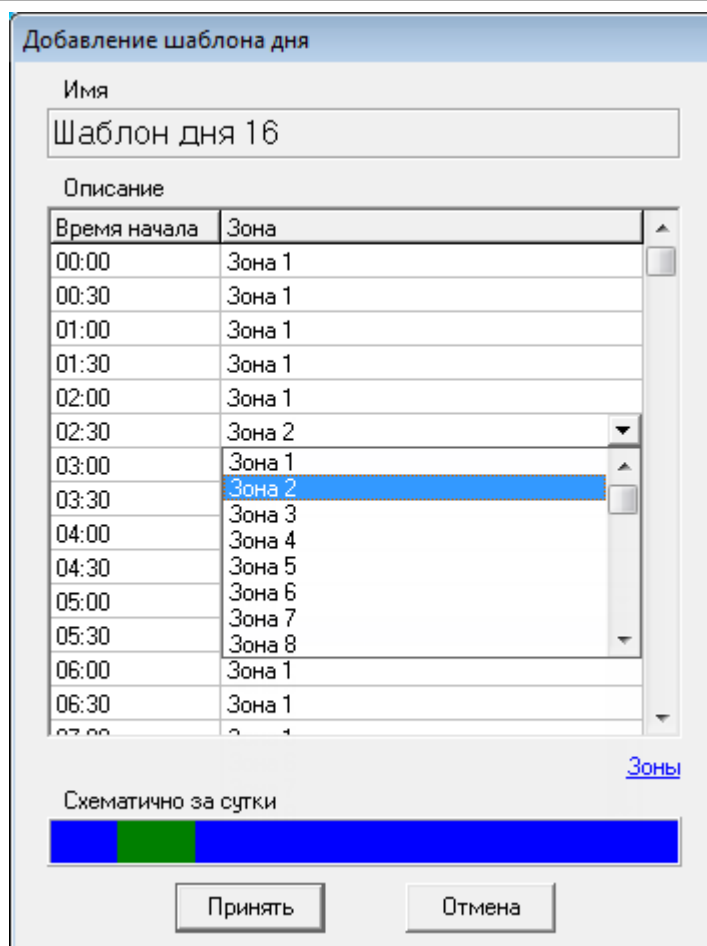 Добавление шаблона дня
Имя
Шаблон дня 16
Описание
Время начала Зона
00:00 Зона 1
00:30 Зона 1
01:00 Зона 1
01:30 Зона 1
02:00 Зона 1
02:30 Зона 2
03:00 Зона 1
Зона 2
03:30 Зона 3
04:00 Зона 4
04:30 Зона 5
05:00 Зона 6
Зона 7
05:30 Зона 8
06:00 Зона 1
06:30 Зона 1
Зоны
Схематично за сутки
Принять Отмена